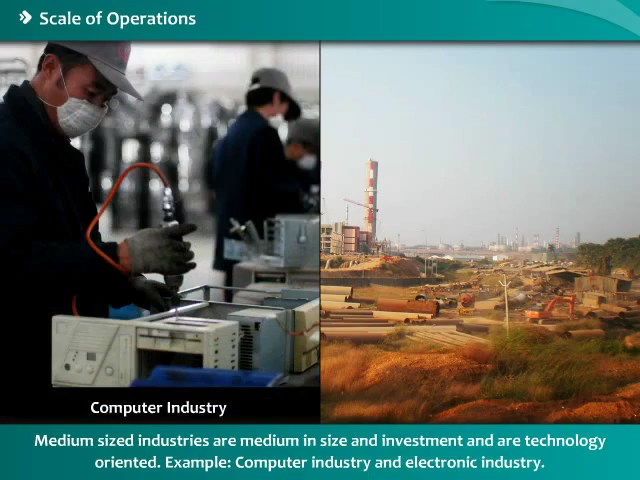 Scale of Operations
Computer Industry
Medium sized industries are medium in size and investment and are technology
oriented. Example: Computer industry and electronic industry.